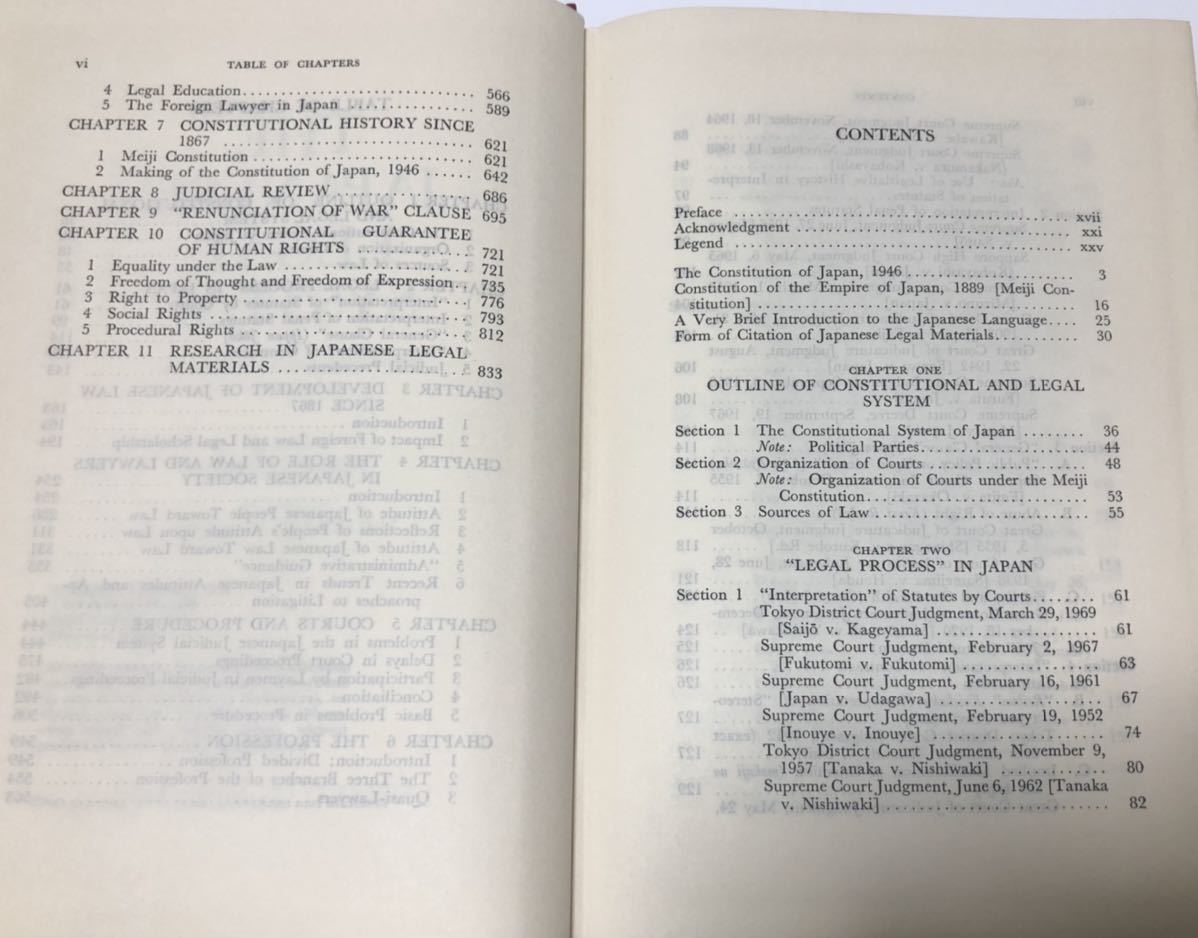 vi TABLE OF CHAPTERS
4 Legal Education.............................. 566
5 The Foreign Lawyer in Japan ................ 589
CHAPTER 7 CONSTITUTIONAL HISTORY SINCE
1867 .................................. 621
1 Meiji Constitution ............................ 621
2 Making of the Constitution of Japan, 1946 ...... 642
CHAPTER 8 JUDICIAL REVIEW .................. 686
CHAPTER 9 "RENUNCIATION OF WAR" CLAUSE 695
CHAPTER 10 CONSTITUTIONAL GUARANTEE
OF HUMAN RIGHTS .............. 721
1 Equality under the Law ........................ 721
2 Freedom of Thought and Freedom of Expression.. 735
3 Right to Property ............................. 776
4 Social Rights ................................. 793
5 Procedural Rights ............................. 812
CHAPTER 11 RESEARCH IN JAPANESE LEGAL
MATERIALS ........................ 833
CONTENTS
Preface ............................................. xvii
Acknowledgment ...................................... xxi
Legend .............................................. xxv
The Constitution of Japan, 1946 ...................... 3
Constitution of the Empire of Japan, 1889 [Meiji Con-
stitution] ........................................ 16
A Very Brief Introduction to the Japanese Language.... 25
Form of Citation of Japanese Legal Materials........... 30
CHAPTER ONE
OUTLINE OF CONSTITUTIONAL AND LEGAL
SYSTEM
Section 1 The Constitutional System of Japan ........ 36
Note: Political Parties ...................... 44
Section 2 Organization of Courts .................... 48
Note: Organization of Courts under the Meiji
Constitution............................ 53
Section 3 Sources of Law ............................ 55
CHAPTER TWO
"LEGAL PROCESS" IN JAPAN
Section 1 "Interpretation" of Statutes by Courts........ 61
Tokyo District Court Judgment, March 29, 1969
[Saijō v. Kageyama] .................... 61
Supreme Court Judgment, February 2, 1967
[Fukutomi v. Fukutomi] ................. 63
Supreme Court Judgment, February 16, 1961
[Japan v. Udagawa] ..................... 67
Supreme Court Judgment, February 19, 1952
[Inouye v. Inouye] ...................... 74
Tokyo District Court Judgment, November 9,
1957 [Tanaka v. Nishiwaki] ............. 80
Supreme Court Judgment, June 6, 1962 [Tanaka
v. Nishiwaki] ........................... 82